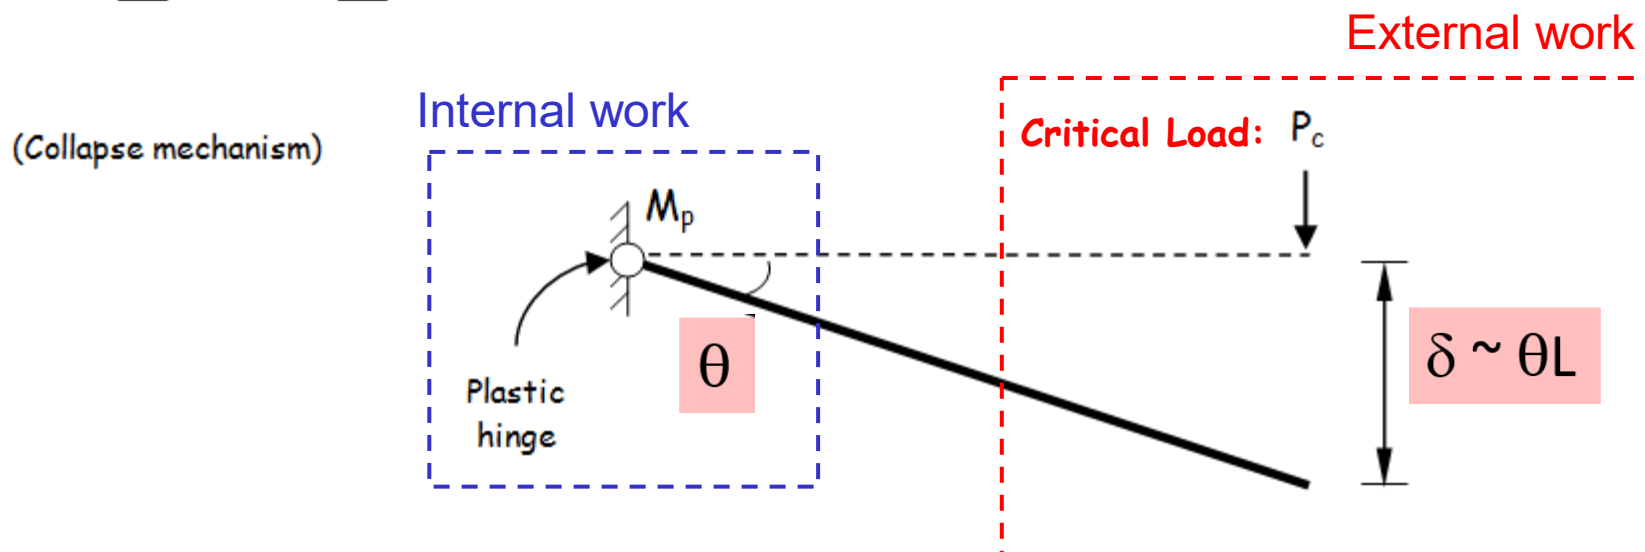 External work
Internal work
Critical Load: Pc
(Collapse mechanism)
Mp
θ
δ ~ θL
Plastic
hinge